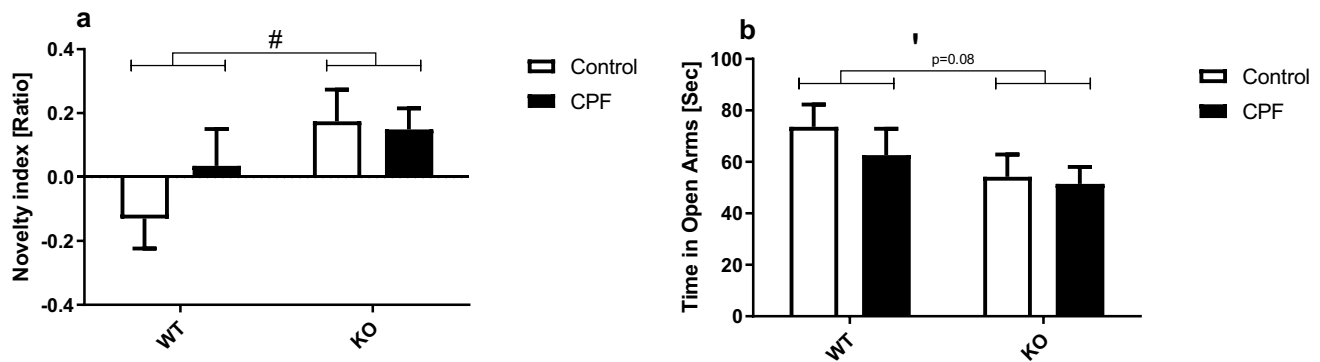 a
#
0.4
0.2
0.0
-0.2
-0.4
Novelty index [Ratio]
WT
KO
Control
CPF
b
'
p=0.08
100
80
60
40
20
0
Time in Open Arms [Sec]
WT
KO
Control
CPF